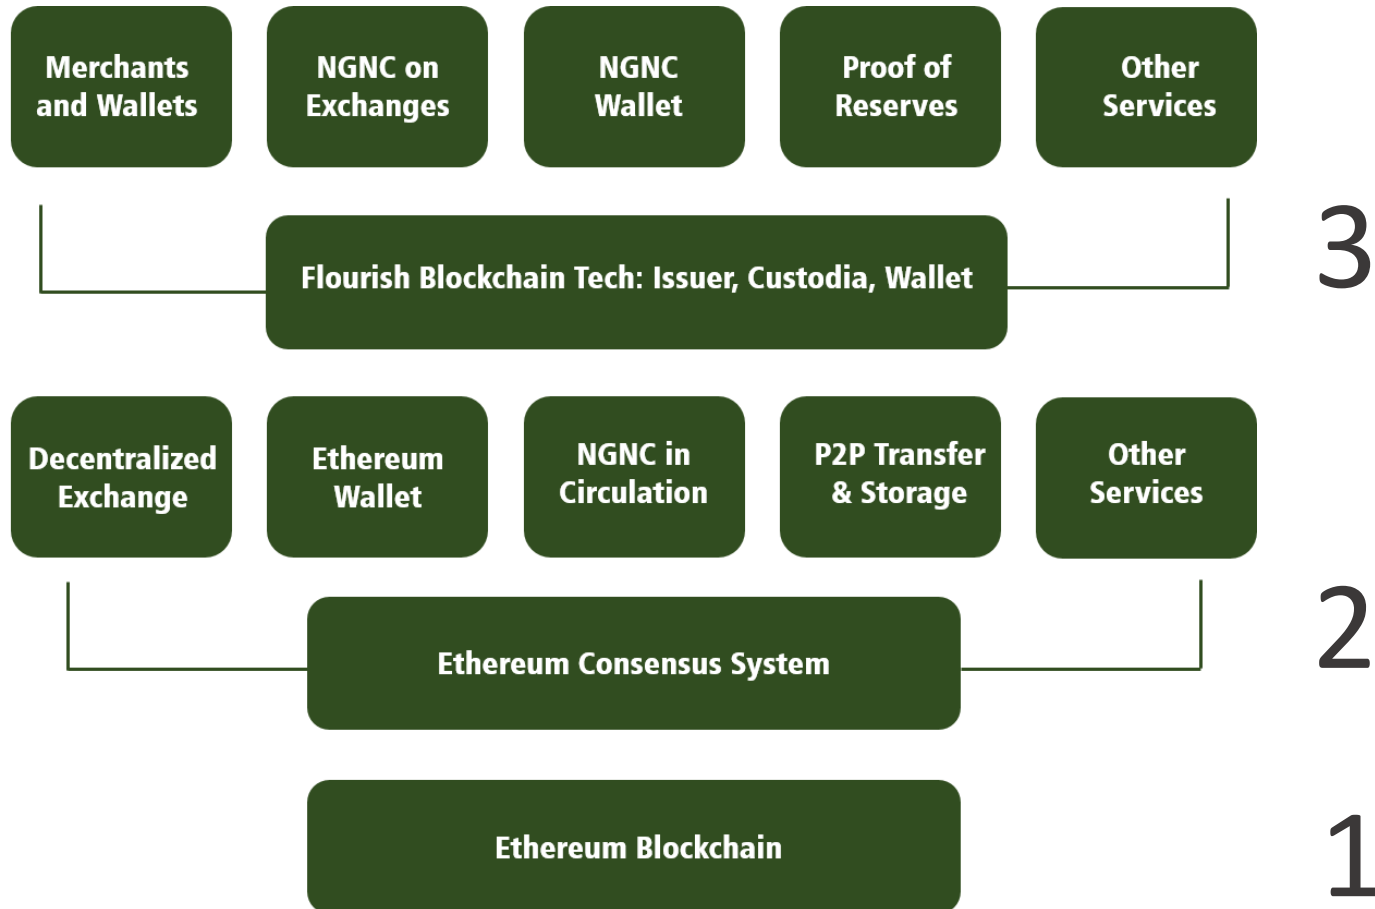 Merchants
and Wallets
NGNC on
Exchanges
NGNC
Wallet
Proof of
Reserves
Other
Services
Flourish Blockchain Tech: Issuer, Custodia, Wallet
3
Decentralized
Exchange
Ethereum
Wallet
NGNC in
Circulation
P2P Transfer
& Storage
Other
Services
Ethereum Consensus System
2
Ethereum Blockchain
1